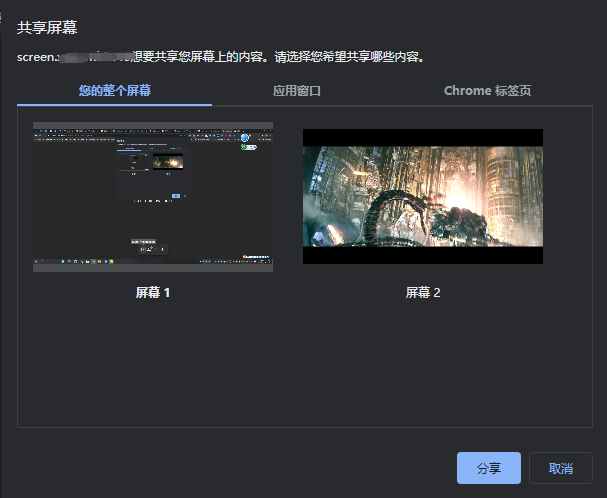 共享屏幕
screen.想要共享您屏幕上的内容。请选择您希望共享哪些内容。
您的整个屏幕
应用窗口
Chrome 标签页
屏幕 1
屏幕 2
分享
取消